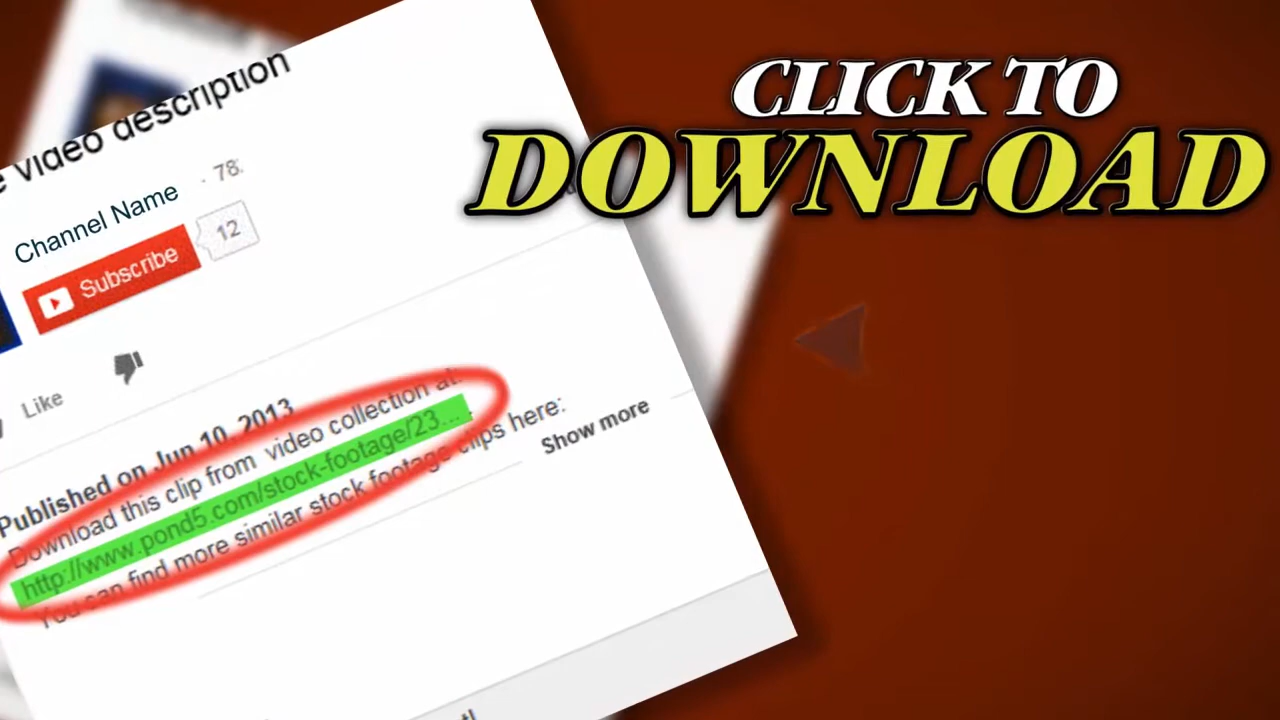 CLICK TO
DOWNLOAD
video description
Channel Name
Subscribe
12
Like
Published on Jun 10, 2013
Download this clip from video collection at:
http://www.pond5.com/stock-footage/23...
You can find more similar stock footage clips here:
Show more